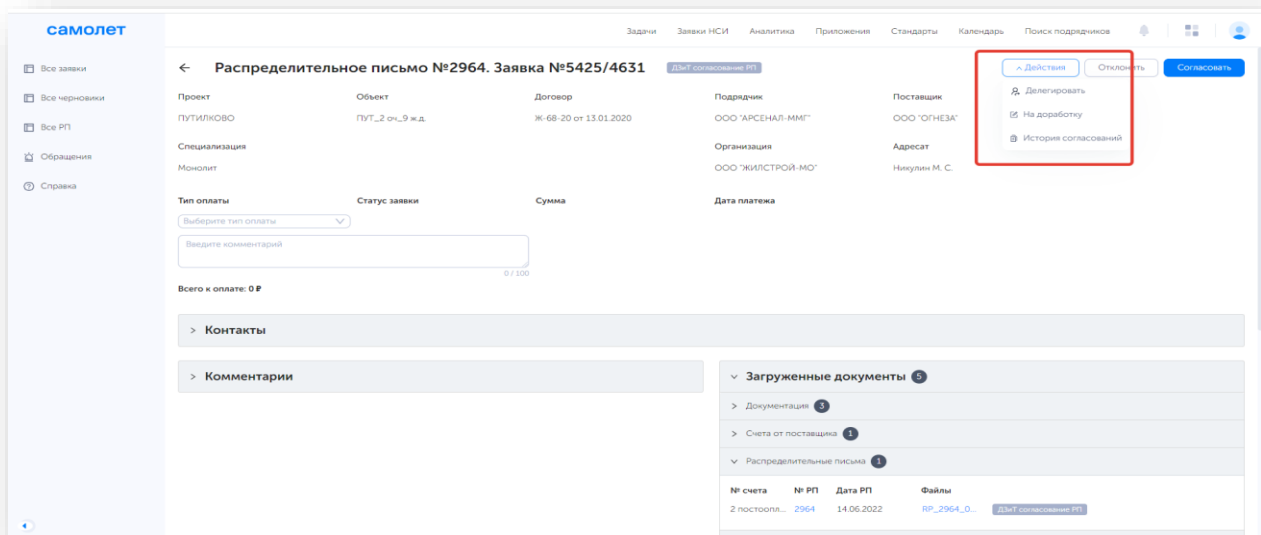 самолет
Задачи Заявки НСИ Аналитика Приложения Стандарты Календарь Поиск подрядчиков
Все заявки
Все черновики
Все РП
Обращения
Справка
← Распределительное письмо №2964. Заявка №5425/4631 ДЗиТ согласование РП
Действия Отклонить Согласовать
Делегировать
На доработку
История согласований
Проект Объект Договор Подрядчик Поставщик
ПУТИЛКОВО ПУТ_2 оч_9 ж.д. Ж-68-20 от 13.01.2020 ООО "АРСЕНАЛ-ММГ" ООО "ОГНЕЗА"
Специализация Организация Адресат
Монолит ООО "ЖИЛСТРОЙ-МО" Никулин М. С.
Тип оплаты Статус заявки Сумма Дата платежа
Выберите тип оплаты
Введите комментарий
0 / 100
Всего к оплате: 0 ₽
> Контакты
> Комментарии
Загруженные документы 5
> Документация 3
> Счета от поставщика 1
Распределительные письма 1
№ счета № РП Дата РП Файлы
2 постоопл... 2964 14.06.2022 RP_2964_0... ДЗиТ согласование РП